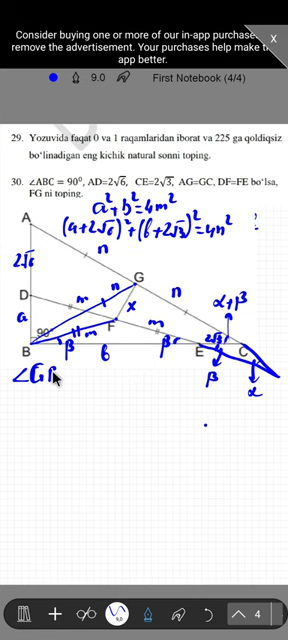 Consider buying one or more of our in-app purchase
remove the advertisement. Your purchases help make t
app better.
X
9.0
First Notebook (4/4)
29. Yozuvida faqat 0 va 1 raqamlaridan iborat va 225 ga qoldiqsiz
bo‘linadigan eng kichik natural sonni toping.
30. ∠ABC = 90⁰, AD=2√6, CE=2√3, AG=GC, DF=FE bo‘lsa,
FG ni toping.
a²+b²=4m²
(a+2√6)²+(b+2√3)²=4n²
A
n
2√6
G
D
n
n
α+β
m
x
a
F
m
90°
m
2√3
B
β
b
β
E
C
β
α
∠G
9,0
4